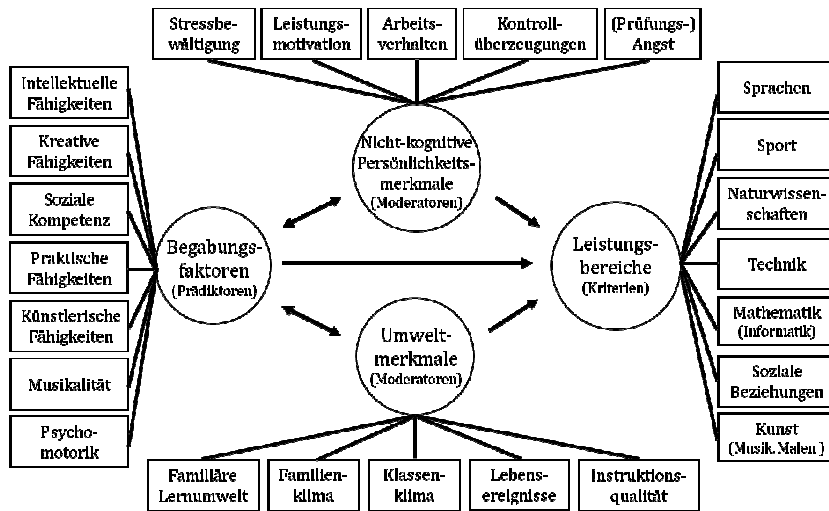 Stressbe-
wältigung
Leistungs-
motivation
Arbeits-
verhalten
Kontroll-
überzeugungen
(Prüfungs-)
Angst
Intellektuelle
Fähigkeiten
Kreative
Fähigkeiten
Soziale
Kompetenz
Praktische
Fähigkeiten
Künstlerische
Fähigkeiten
Musikalität
Psycho-
motorik
Nicht-kognitive
Persönlichkeits-
merkmale
(Moderatoren)
Begabungs-
faktoren
(Prädiktoren)
Leistungs-
bereiche
(Kriterien)
Umwelt-
merkmale
(Moderatoren)
Sprachen
Sport
Naturwissen-
schaften
Technik
Mathematik
(Informatik)
Soziale
Beziehungen
Kunst
(Musik. Malen )
Familiäre
Lernumwelt
Familien-
klima
Klassen-
klima
Lebens-
ereignisse
Instruktions-
qualität